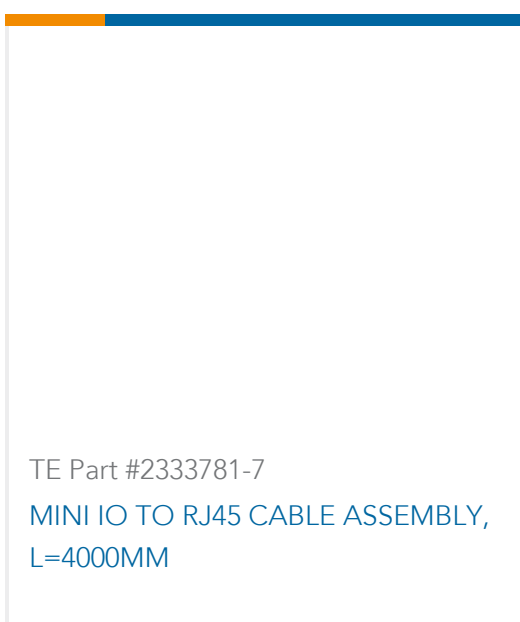 TE Part #2333781-7
MINI IO TO RJ45 CABLE ASSEMBLY,
L=4000MM